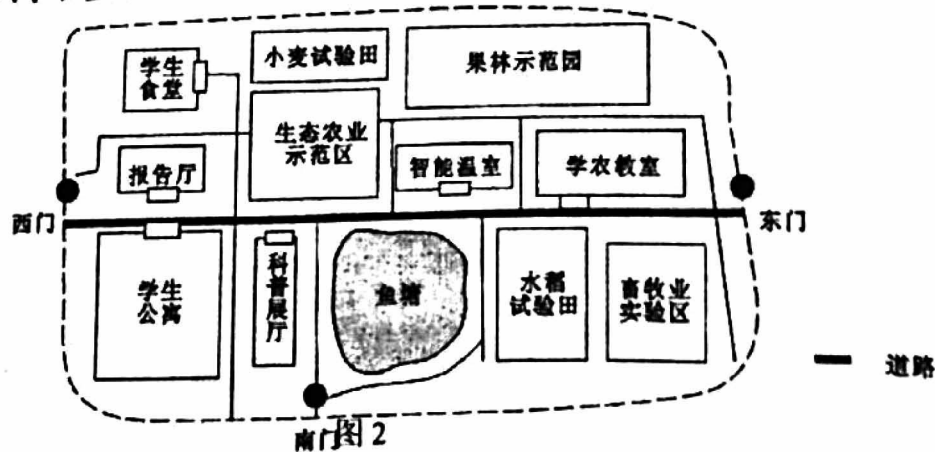 小麦试验田
果林示范园
学生
食堂
生态农业
示范区
报告厅
智能温室
学农教室
西门
东门
学生
公寓
科普展厅
鱼塘
水稻
试验田
畜牧业
实验区
道路
南门图2